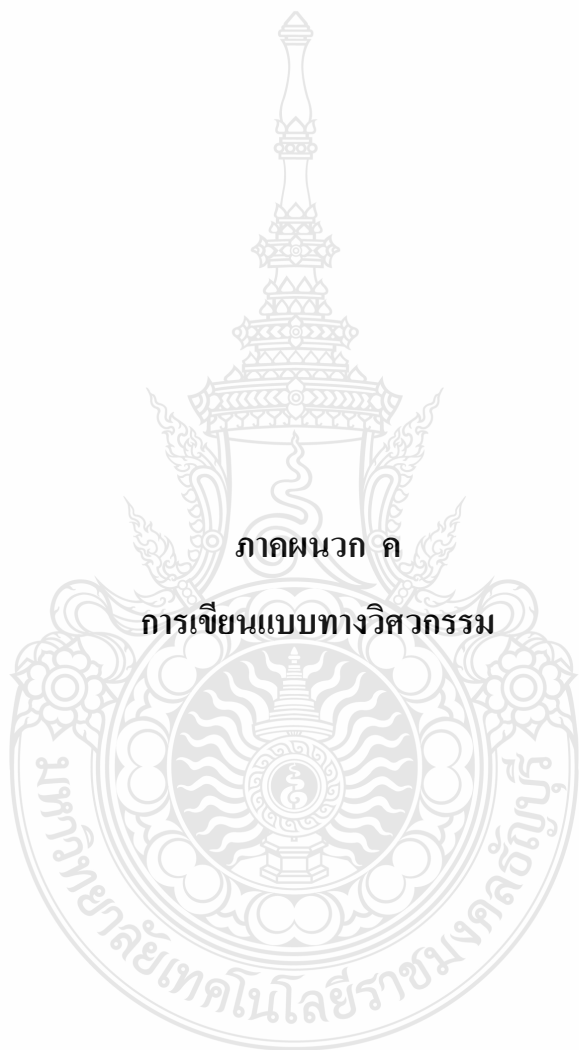 ภาคผนวก ค
การเขียนแบบทางวิศวกรรม
มหาวิทยาลัยเทคโนโลยีราชมงคลธัญบุรี